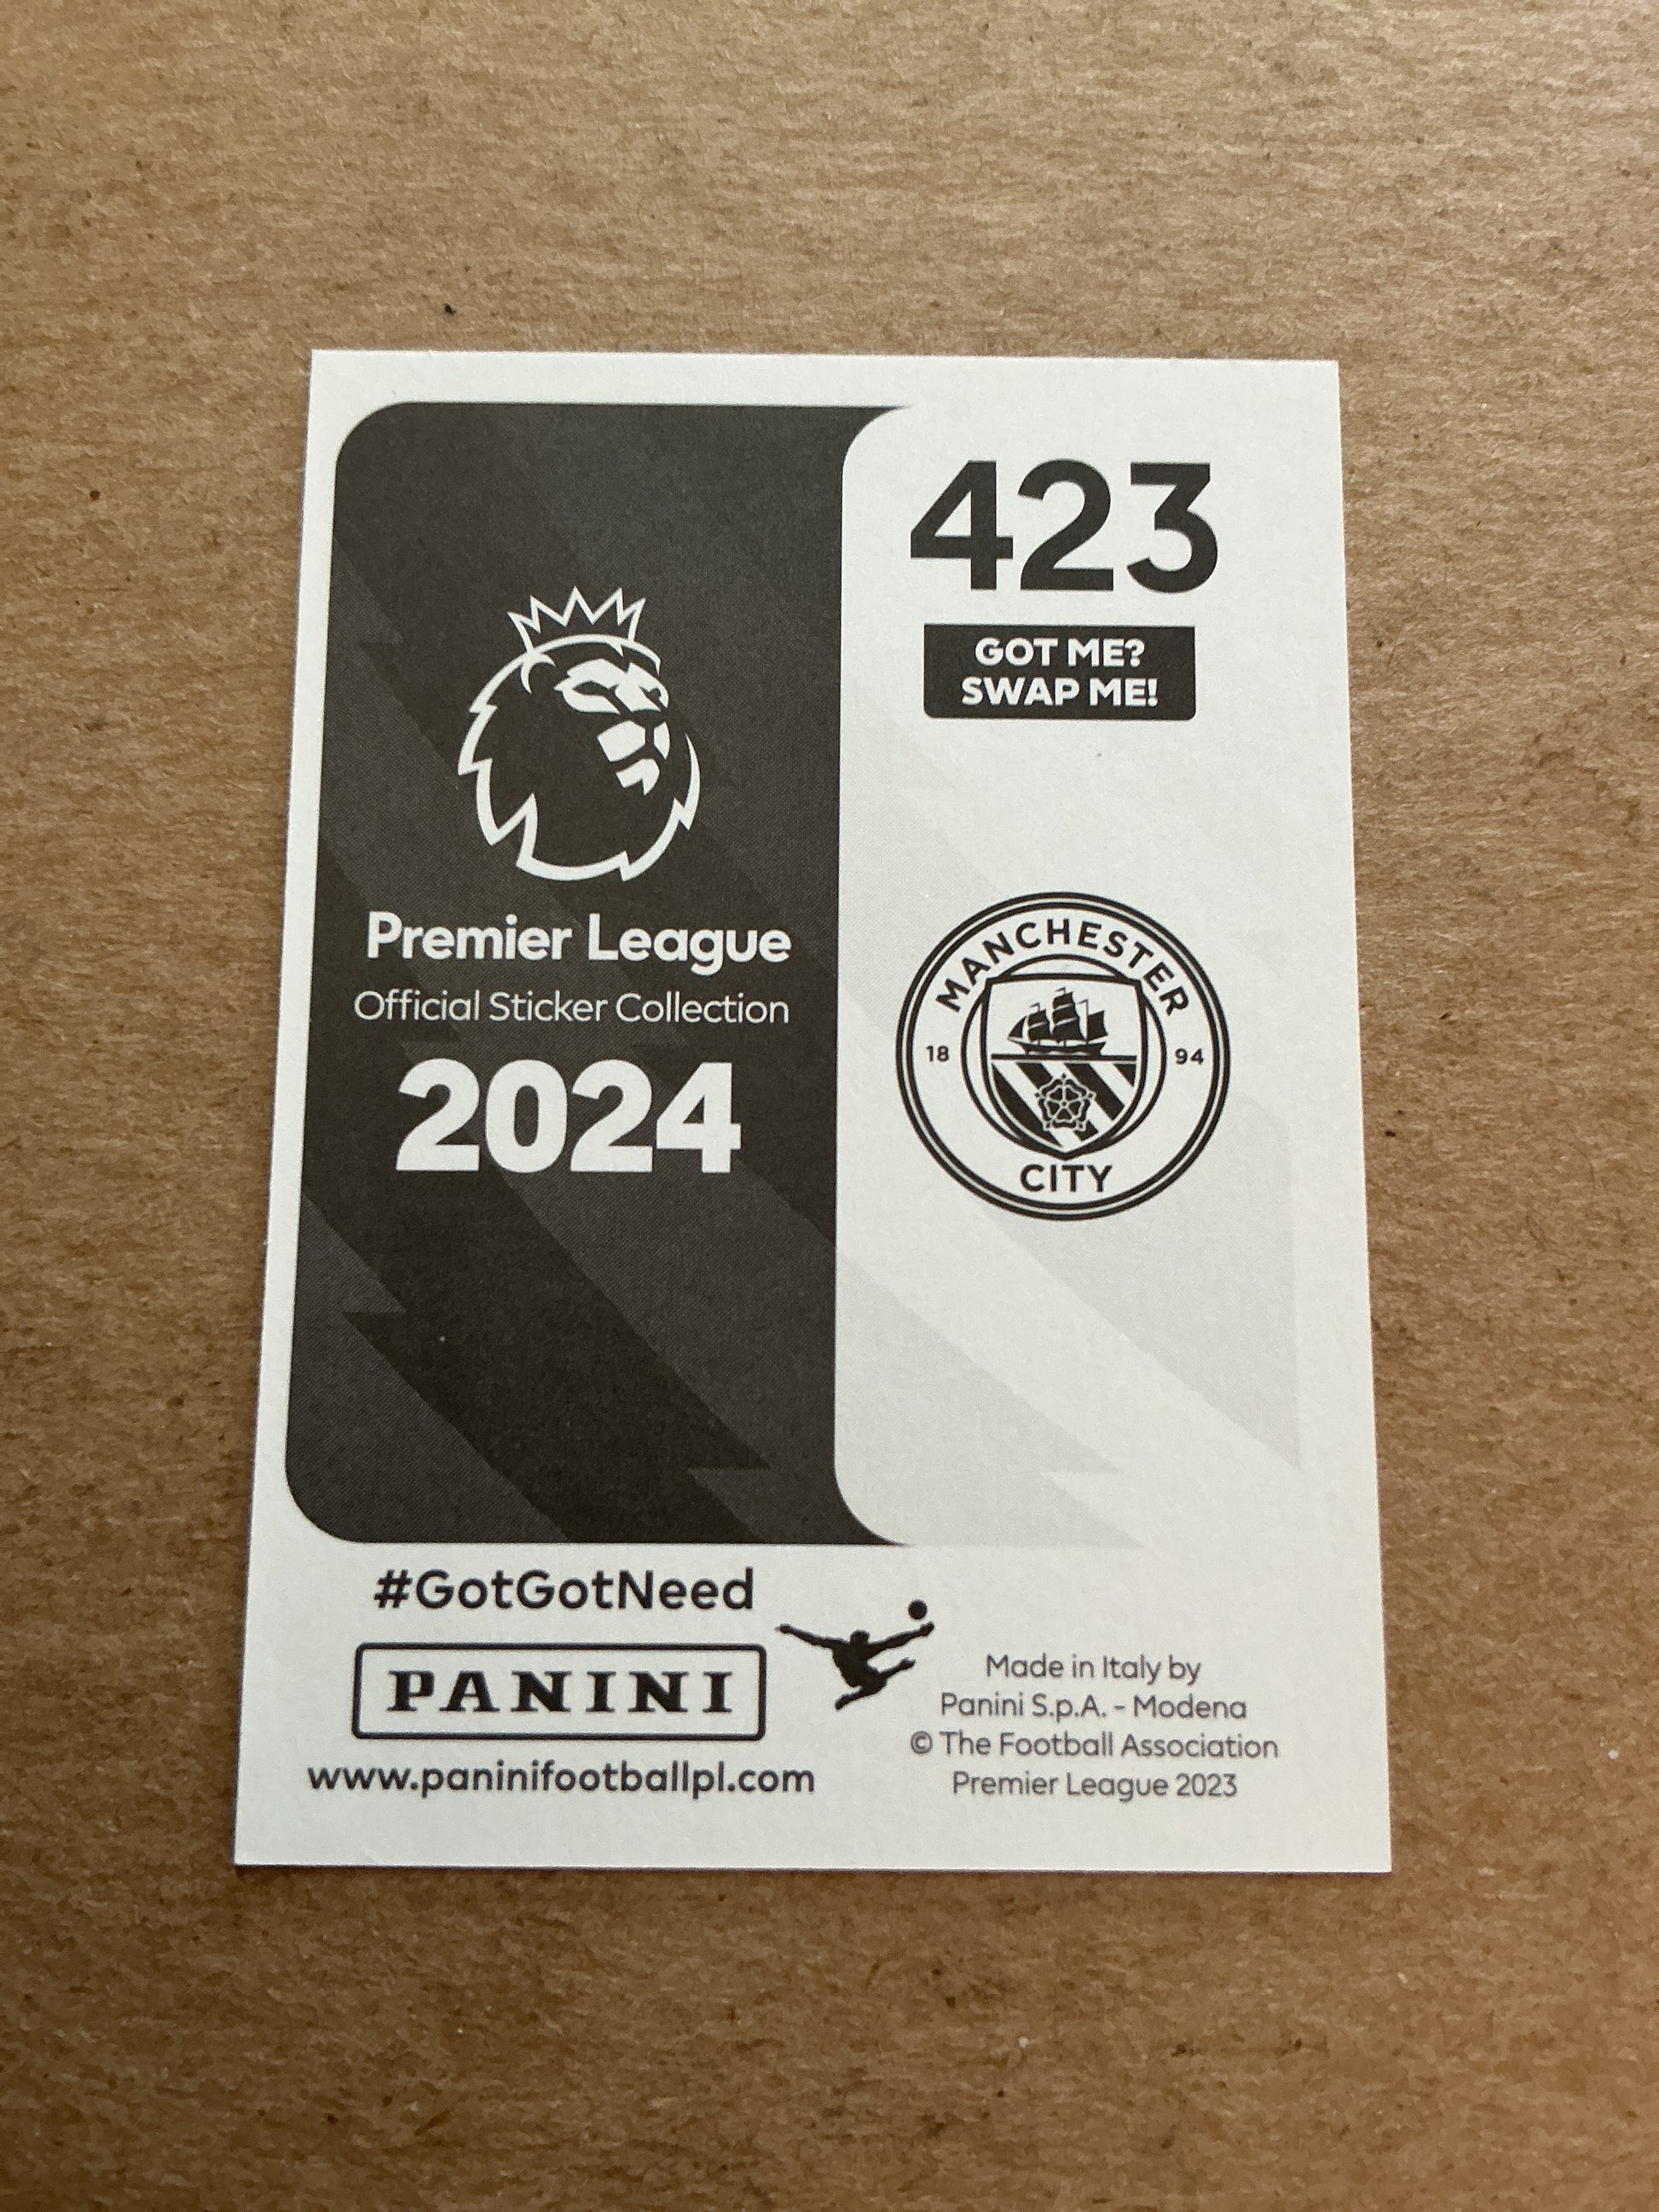 423
GOT ME?
SWAP ME!
Premier League
Official Sticker Collection
2024
MANCHESTER
18 94
CITY
#GotGotNeed
PANINI
www.paninifootballpl.com
Made in Italy by
Panini S.p.A. - Modena
© The Football Association
Premier League 2023